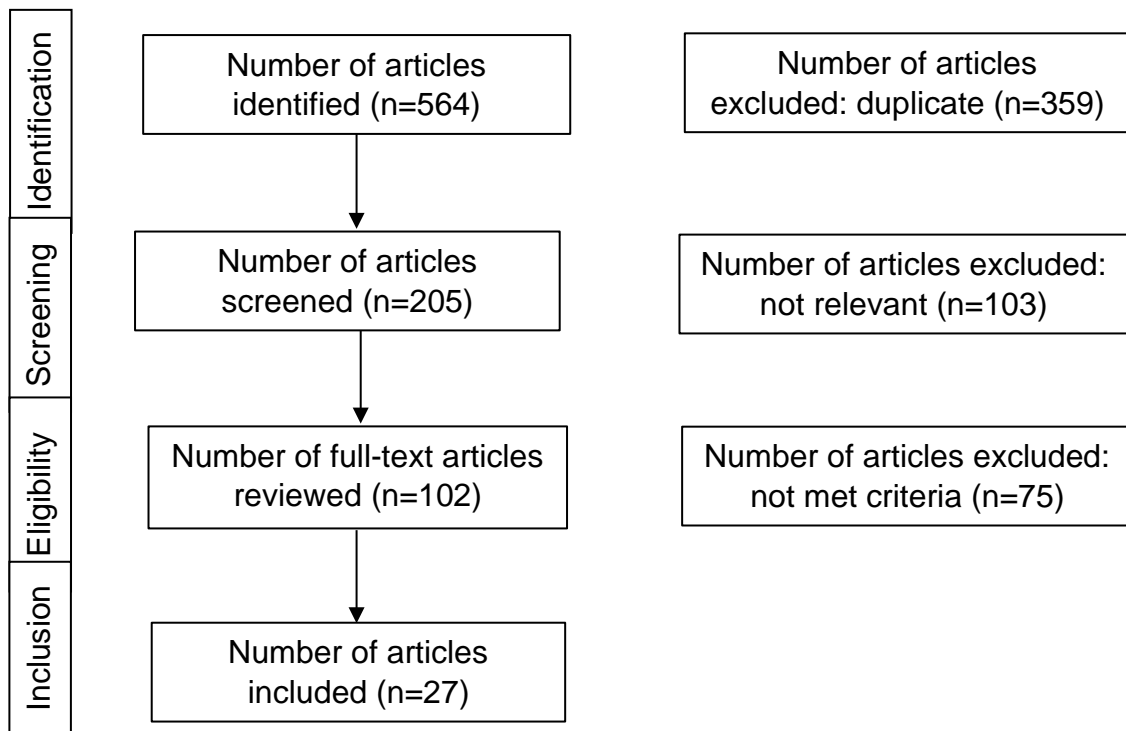 Identification
Number of articles
identified (n=564)
Number of articles
excluded: duplicate (n=359)
Screening
Number of articles
screened (n=205)
Number of articles excluded:
not relevant (n=103)
Eligibility
Number of full-text articles
reviewed (n=102)
Number of articles excluded:
not met criteria (n=75)
Inclusion
Number of articles
included (n=27)